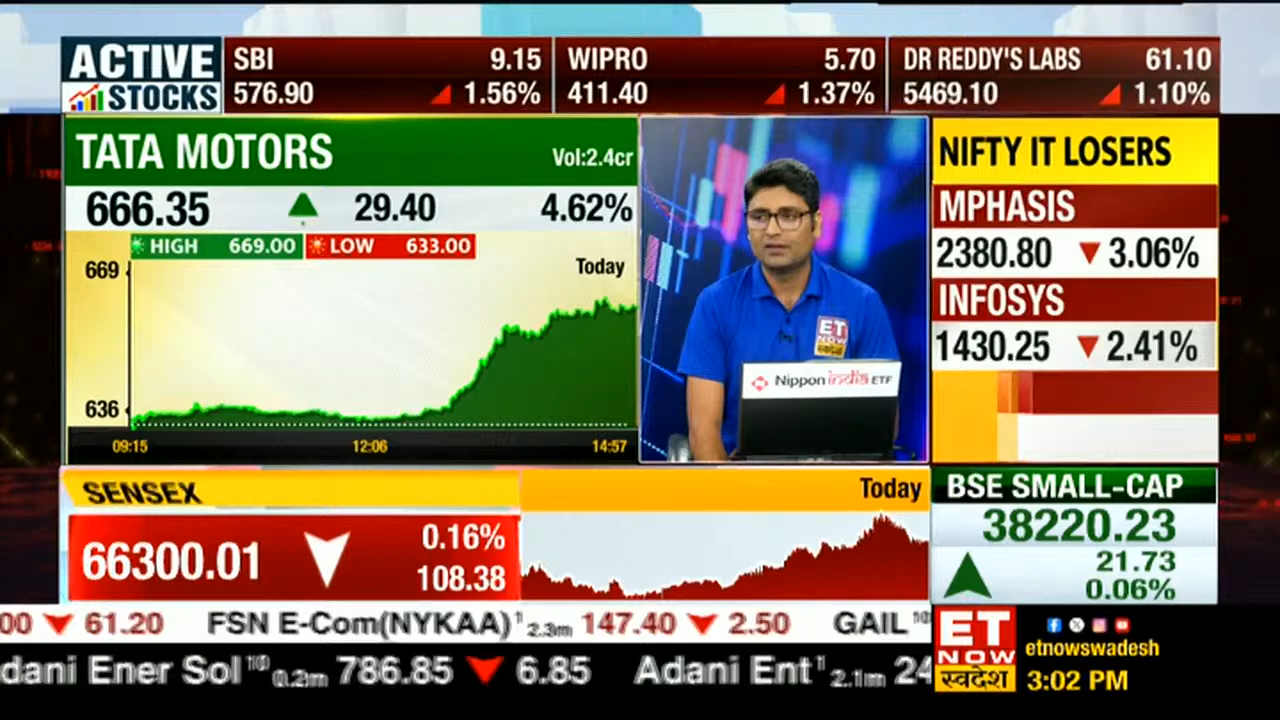 ACTIVE STOCKS
SBI 9.15
576.90 1.56%
WIPRO 5.70
411.40 1.37%
DR REDDY'S LABS 61.10
5469.10 1.10%
TATA MOTORS Vol:2.4cr
666.35 29.40 4.62%
HIGH 669.00 LOW 633.00
Today
669
636
09:15 12:06 14:57
ET NOW
Nippon india ETF
NIFTY IT LOSERS
MPHASIS
2380.80 3.06%
INFOSYS
1430.25 2.41%
SENSEX Today
66300.01 0.16%
108.38
BSE SMALL-CAP
38220.23
21.73
0.06%
00 61.20 FSN E-Com(NYKAA) 1 2.3m 147.40 2.50 GAIL 10
dani Ener Sol 10 0.2m 786.85 6.85 Adani Ent 1 2.1m 24
ET NOW स्वदेश
etnowswadesh
3:02 PM